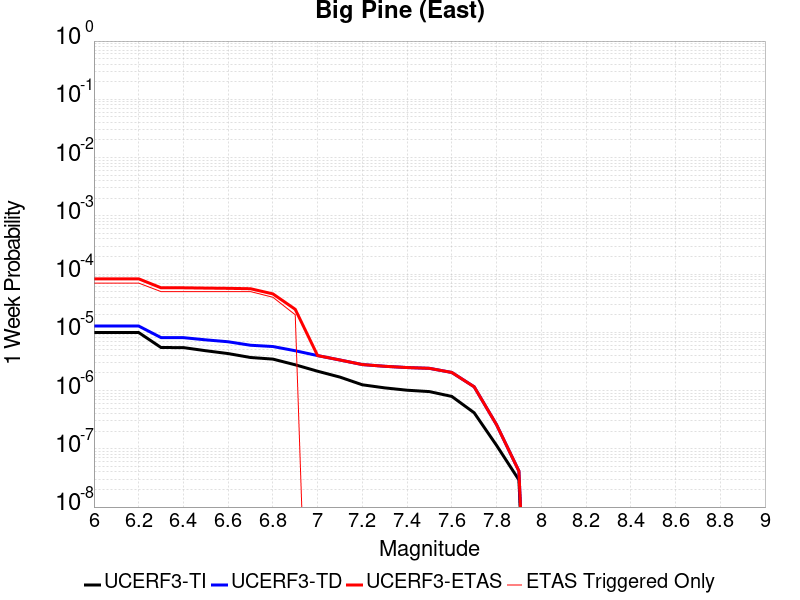 Big Pine (East)
1 Week Probability
10^0
10^-1
10^-2
10^-3
10^-4
10^-5
10^-6
10^-7
10^-8
6 6.2 6.4 6.6 6.8 7 7.2 7.4 7.6 7.8 8 8.2 8.4 8.6 8.8 9
Magnitude
UCERF3-TI UCERF3-TD UCERF3-ETAS ETAS Triggered Only